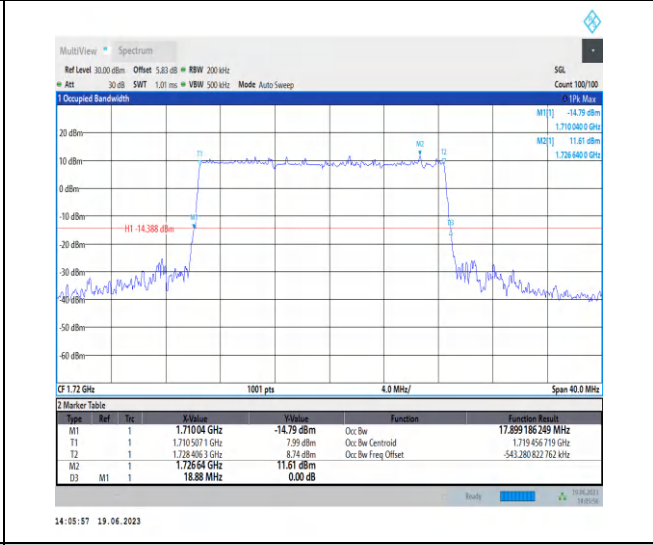 MultiView Spectrum
Ref Level 30.00 dBm Offset 5.83 dB RBW 200 kHz SGL
Att 30 dB SWT 1.01 ms VBW 500 kHz Mode Auto Sweep Count 100/100
1 Occupied Bandwidth 1Pk Max
M1[1] -14.79 dBm
1.710 040 0 GHz
M2[1] 11.61 dBm
1.726 640 0 GHz
20 dBm
M2
T1
T2
10 dBm
0 dBm
-10 dBm
M1
D3
H1 -14.388 dBm
-20 dBm
-30 dBm
-40 dBm
-50 dBm
-60 dBm
CF 1.72 GHz 1001 pts 4.0 MHz/ Span 40.0 MHz
2 Marker Table
Type Ref Trc X-Value Y-Value Function Function Result
M1 1 1.710 04 GHz -14.79 dBm Occ Bw 17.899 186 249 MHz
T1 1 1.710 507 1 GHz 7.99 dBm Occ Bw Centroid 1.719 456 719 GHz
T2 1 1.728 406 3 GHz 8.74 dBm Occ Bw Freq Offset -543.280 822 762 kHz
M2 1 1.726 64 GHz 11.61 dBm
D3 M1 1 18.88 MHz 0.00 dB
Ready 19.06.2023
14:05:56
14:05:57 19.06.2023